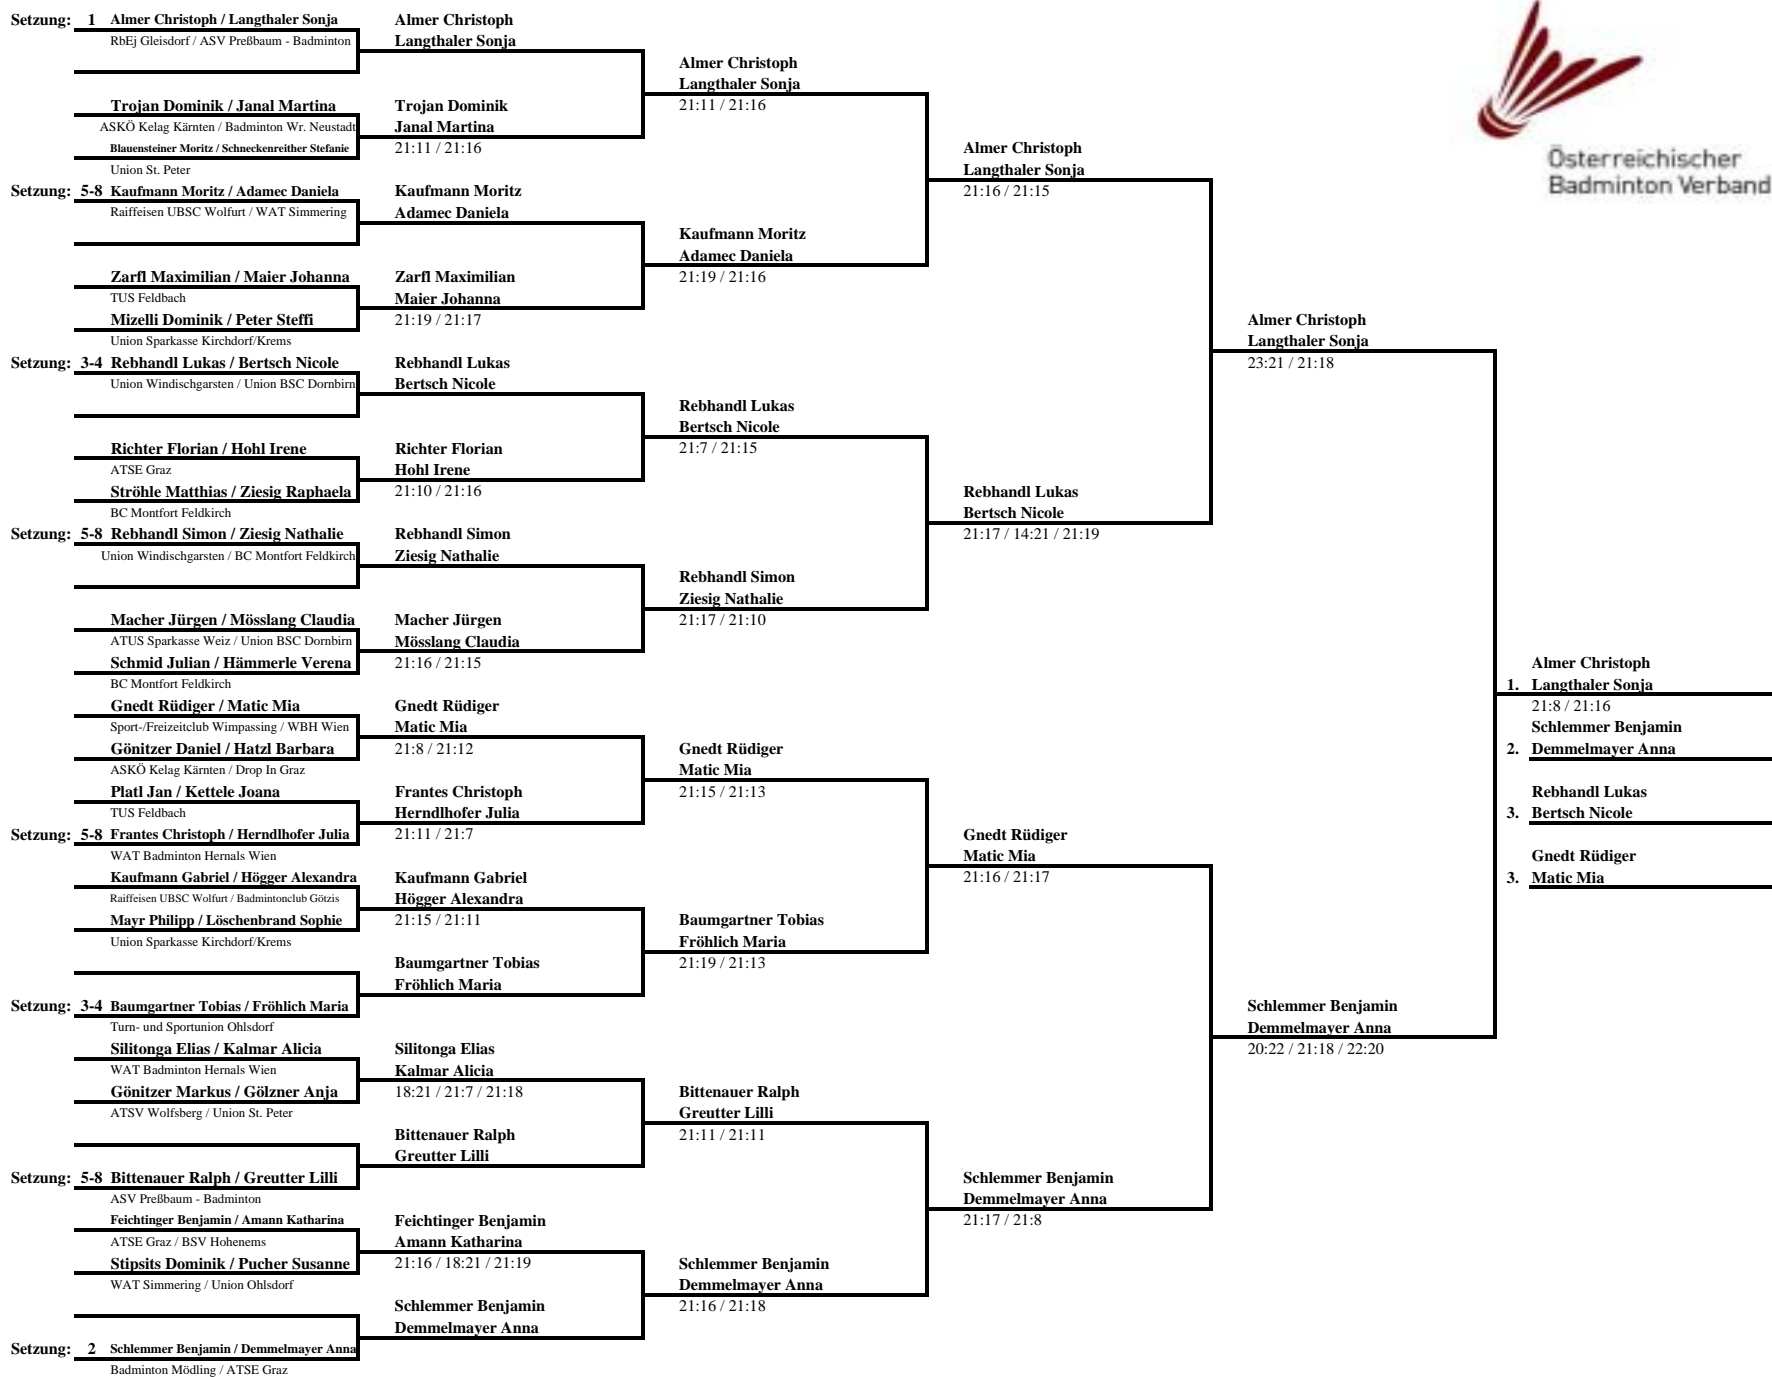 Setzung: 1 Almer Christoph / Langthaler Sonja
RbEj Gleisdorf / ASV Preßbaum - Badminton
Trojan Dominik / Janal Martina
ASKÖ Kelag Kärnten / Badminton Wr. Neustadt
Blauensteiner Moritz / Schneckenreither Stefanie
Union St. Peter
Setzung: 5-8 Kaufmann Moritz / Adamec Daniela
Raiffeisen UBSC Wolfurt / WAT Simmering
Zarfl Maximilian / Maier Johanna
TUS Feldbach
Mizelli Dominik / Peter Steffi
Union Sparkasse Kirchdorf/Krems
Setzung: 3-4 Rebhandl Lukas / Bertsch Nicole
Union Windischgarsten / Union BSC Dornbirn
Richter Florian / Hohl Irene
ATSE Graz
Ströhle Matthias / Ziesig Raphaela
BC Montfort Feldkirch
Setzung: 5-8 Rebhandl Simon / Ziesig Nathalie
Union Windischgarsten / BC Montfort Feldkirch
Macher Jürgen / Mösslang Claudia
ATUS Sparkasse Weiz / Union BSC Dornbirn
Schmid Julian / Hämmerle Verena
BC Montfort Feldkirch
Gnedt Rüdiger / Matic Mia
Sport-/Freizeitclub Wimpassing / WBH Wien
Gönitzer Daniel / Hatzl Barbara
ASKÖ Kelag Kärnten / Drop In Graz
Platl Jan / Kettele Joana
TUS Feldbach
Setzung: 5-8 Frantes Christoph / Herndlhofer Julia
WAT Badminton Hernals Wien
Kaufmann Gabriel / Högger Alexandra
Raiffeisen UBSC Wolfurt / Badmintonclub Götzis
Mayr Philipp / Löschenbrand Sophie
Union Sparkasse Kirchdorf/Krems
Setzung: 3-4 Baumgartner Tobias / Fröhlich Maria
Turn- und Sportunion Ohlsdorf
Silitonga Elias / Kalmar Alicia
WAT Badminton Hernals Wien
Gönitzer Markus / Gölzner Anja
ATSV Wolfsberg / Union St. Peter
Setzung: 5-8 Bittenauer Ralph / Greutter Lilli
ASV Preßbaum - Badminton
Feichtinger Benjamin / Amann Katharina
ATSE Graz / BSV Hohenems
Stipsits Dominik / Pucher Susanne
WAT Simmering / Union Ohlsdorf
Setzung: 2 Schlemmer Benjamin / Demmelmayer Anna
Badminton Mödling / ATSE Graz
Almer Christoph
Langthaler Sonja
Trojan Dominik
Janal Martina
21:11 / 21:16
Kaufmann Moritz
Adamec Daniela
Zarfl Maximilian
Maier Johanna
21:19 / 21:17
Rebhandl Lukas
Bertsch Nicole
Richter Florian
Hohl Irene
21:10 / 21:16
Rebhandl Simon
Ziesig Nathalie
Macher Jürgen
Mösslang Claudia
21:16 / 21:15
Gnedt Rüdiger
Matic Mia
21:8 / 21:12
Frantes Christoph
Herndlhofer Julia
21:11 / 21:7
Kaufmann Gabriel
Högger Alexandra
21:15 / 21:11
Baumgartner Tobias
Fröhlich Maria
Silitonga Elias
Kalmar Alicia
18:21 / 21:7 / 21:18
Bittenauer Ralph
Greutter Lilli
Feichtinger Benjamin
Amann Katharina
21:16 / 18:21 / 21:19
Schlemmer Benjamin
Demmelmayer Anna
Almer Christoph
Langthaler Sonja
21:11 / 21:16
Kaufmann Moritz
Adamec Daniela
21:19 / 21:16
Rebhandl Lukas
Bertsch Nicole
21:7 / 21:15
Rebhandl Simon
Ziesig Nathalie
21:17 / 21:10
Gnedt Rüdiger
Matic Mia
21:15 / 21:13
Baumgartner Tobias
Fröhlich Maria
21:19 / 21:13
Bittenauer Ralph
Greutter Lilli
21:11 / 21:11
Schlemmer Benjamin
Demmelmayer Anna
21:16 / 21:18
Almer Christoph
Langthaler Sonja
21:16 / 21:15
Rebhandl Lukas
Bertsch Nicole
21:17 / 14:21 / 21:19
Gnedt Rüdiger
Matic Mia
21:16 / 21:17
Schlemmer Benjamin
Demmelmayer Anna
21:17 / 21:8
Almer Christoph
Langthaler Sonja
23:21 / 21:18
Schlemmer Benjamin
Demmelmayer Anna
20:22 / 21:18 / 22:20
Österreichischer
Badminton Verband
Almer Christoph
1. Langthaler Sonja
21:8 / 21:16
Schlemmer Benjamin
2. Demmelmayer Anna
Rebhandl Lukas
3. Bertsch Nicole
Gnedt Rüdiger
3. Matic Mia